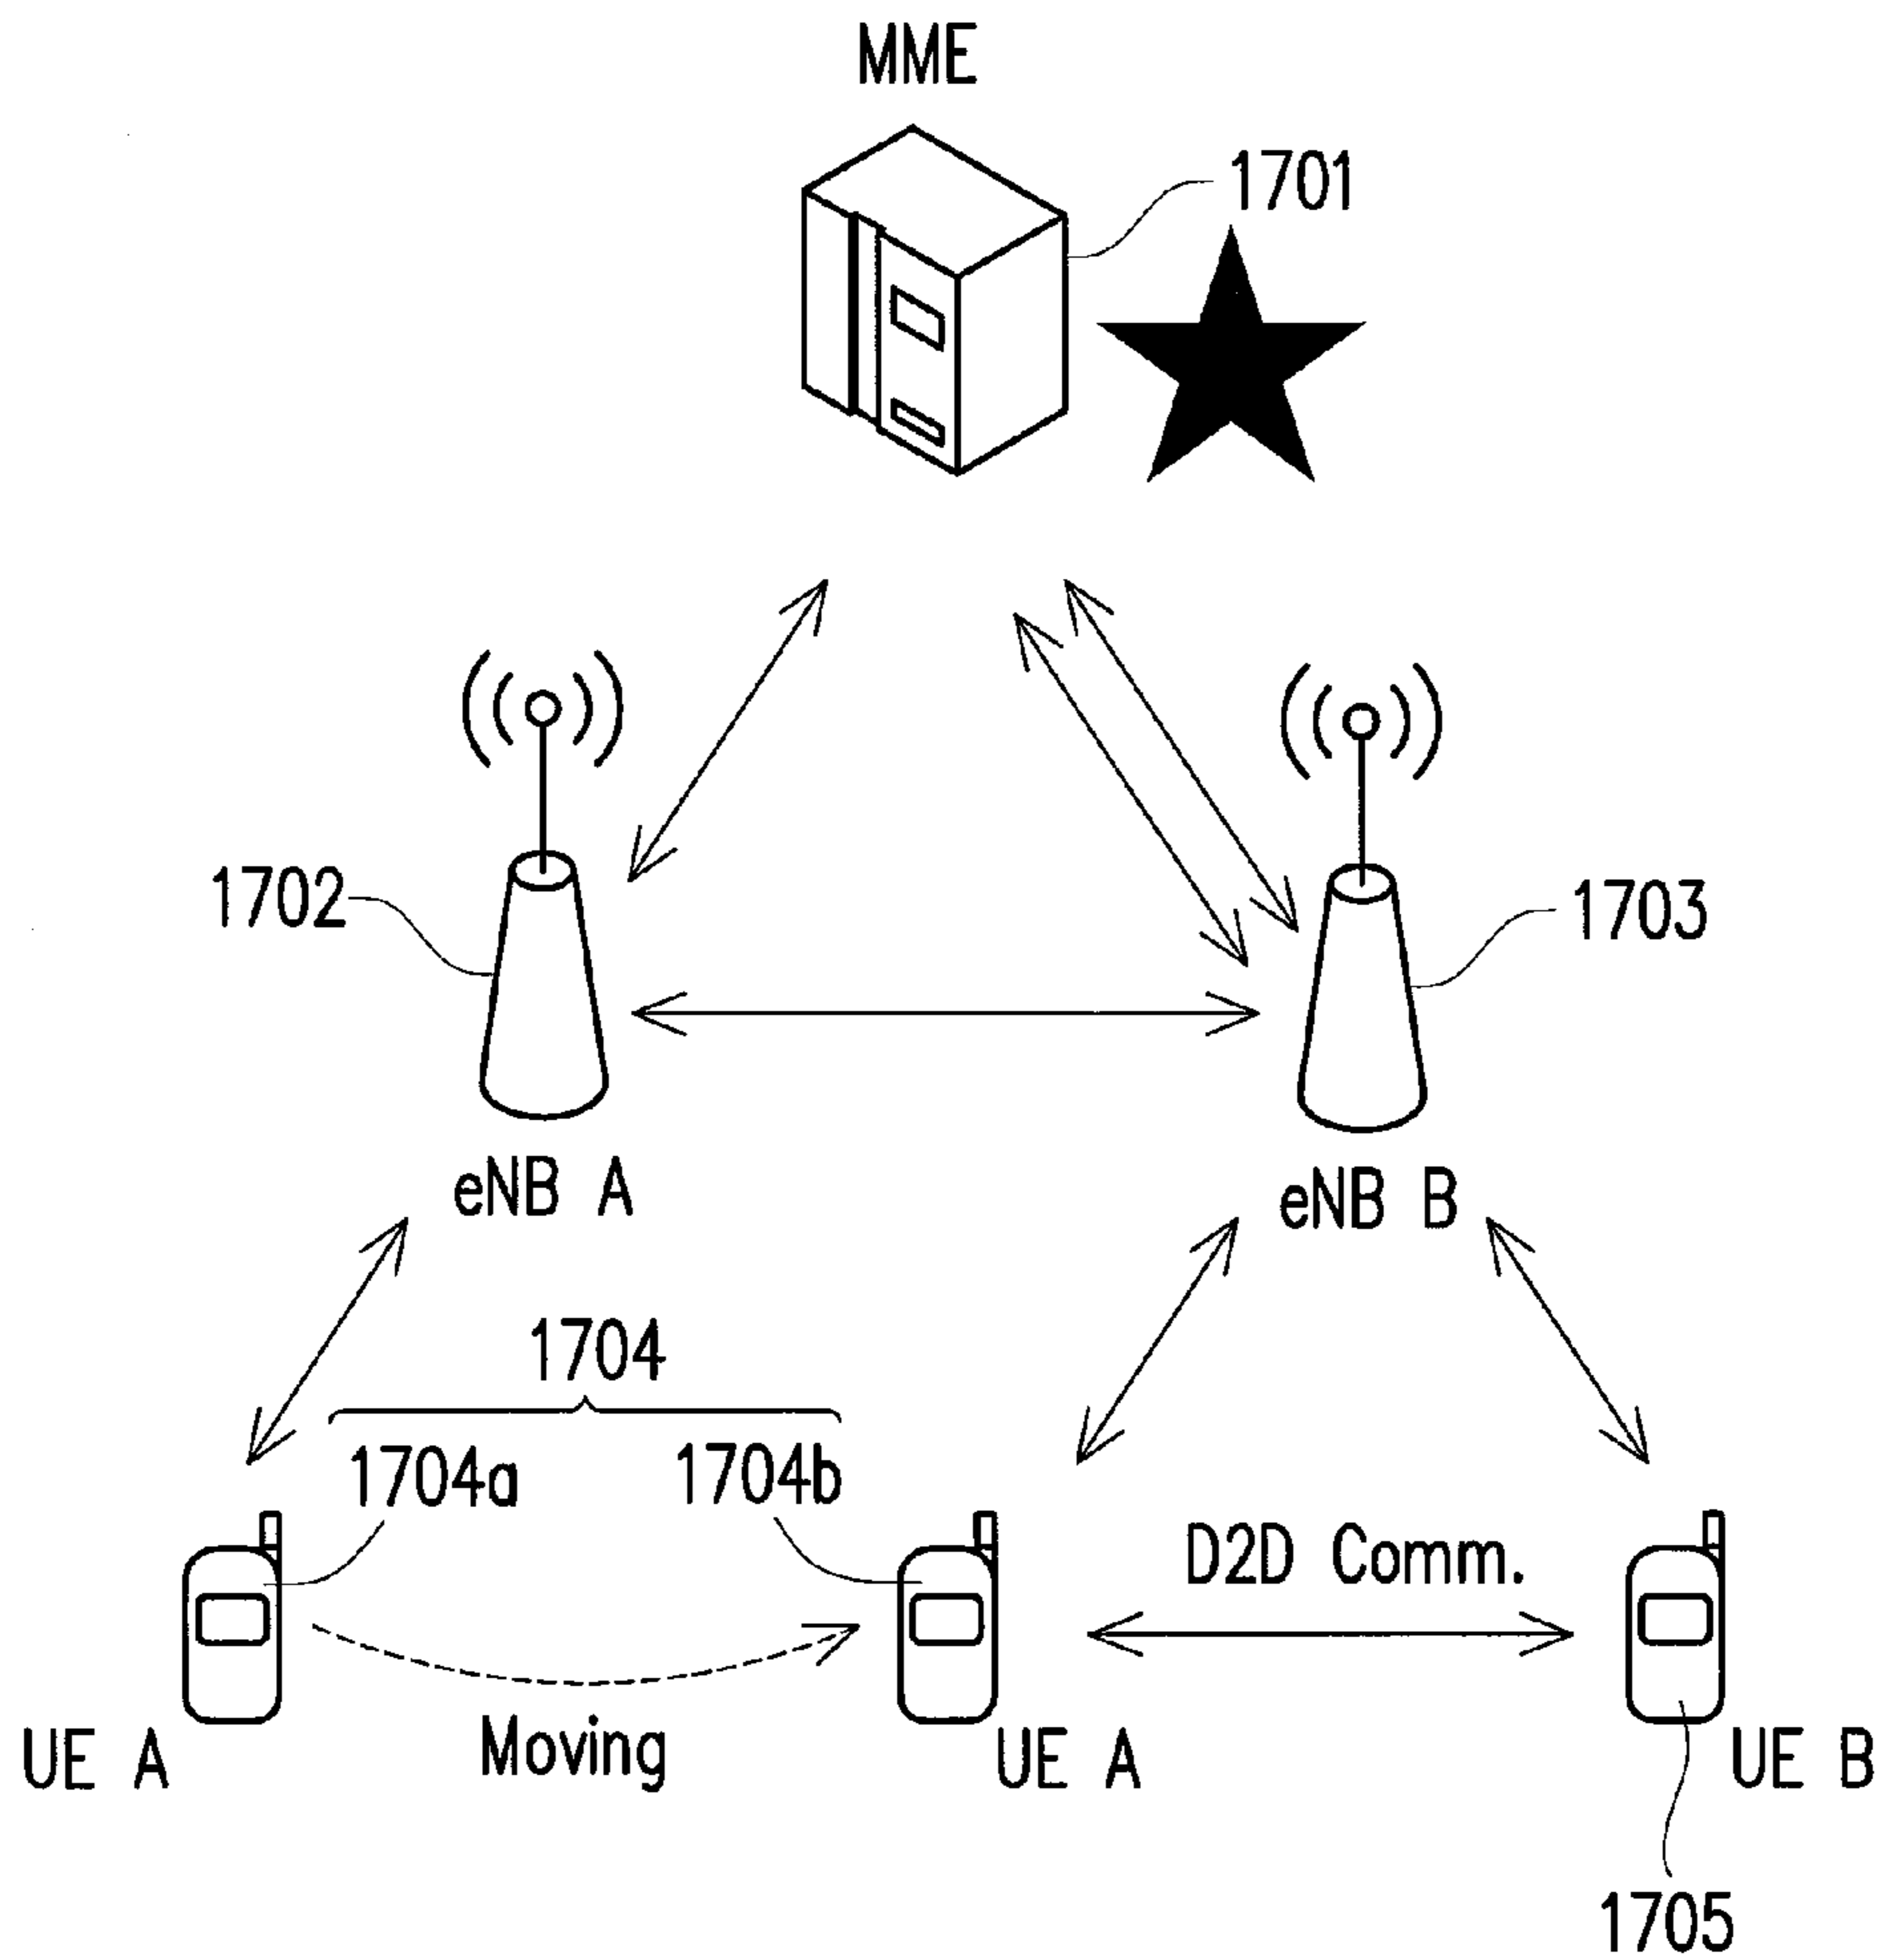 MME
1701
1702
1703
eNB A
eNB B
1704
1704a
1704b
D2D Comm.
UE A
Moving
UE A
UE B
1705